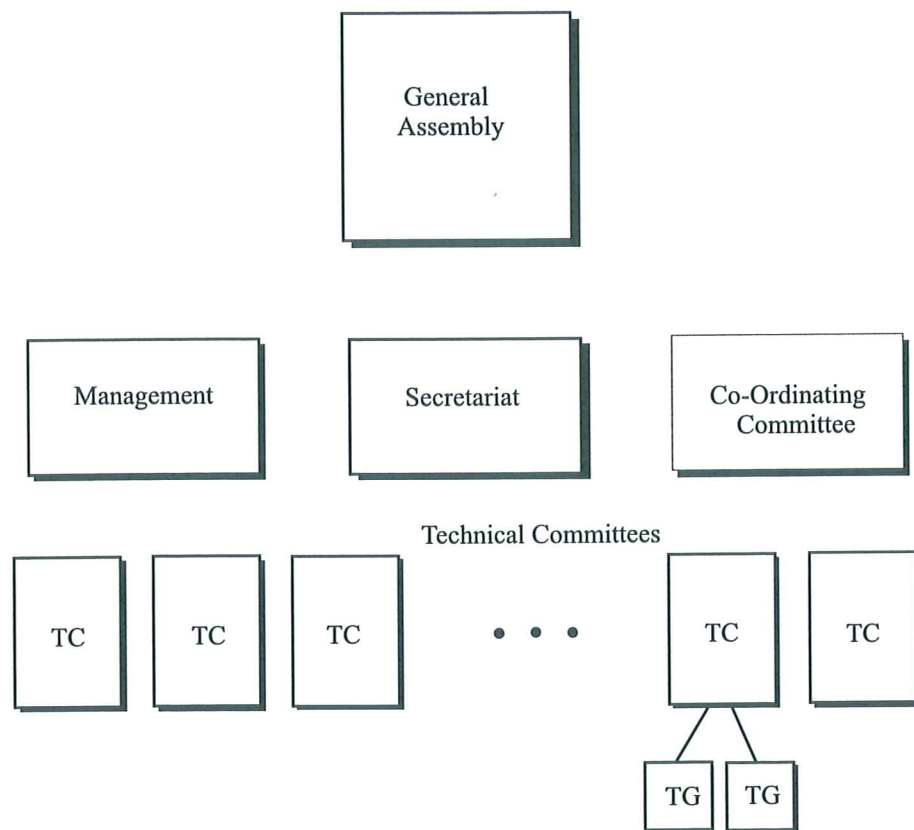 General
Assembly
Management
Secretariat
Co-Ordinating
Committee
Technical Committees
TC
TC
TC
TC
TC
TG
TG